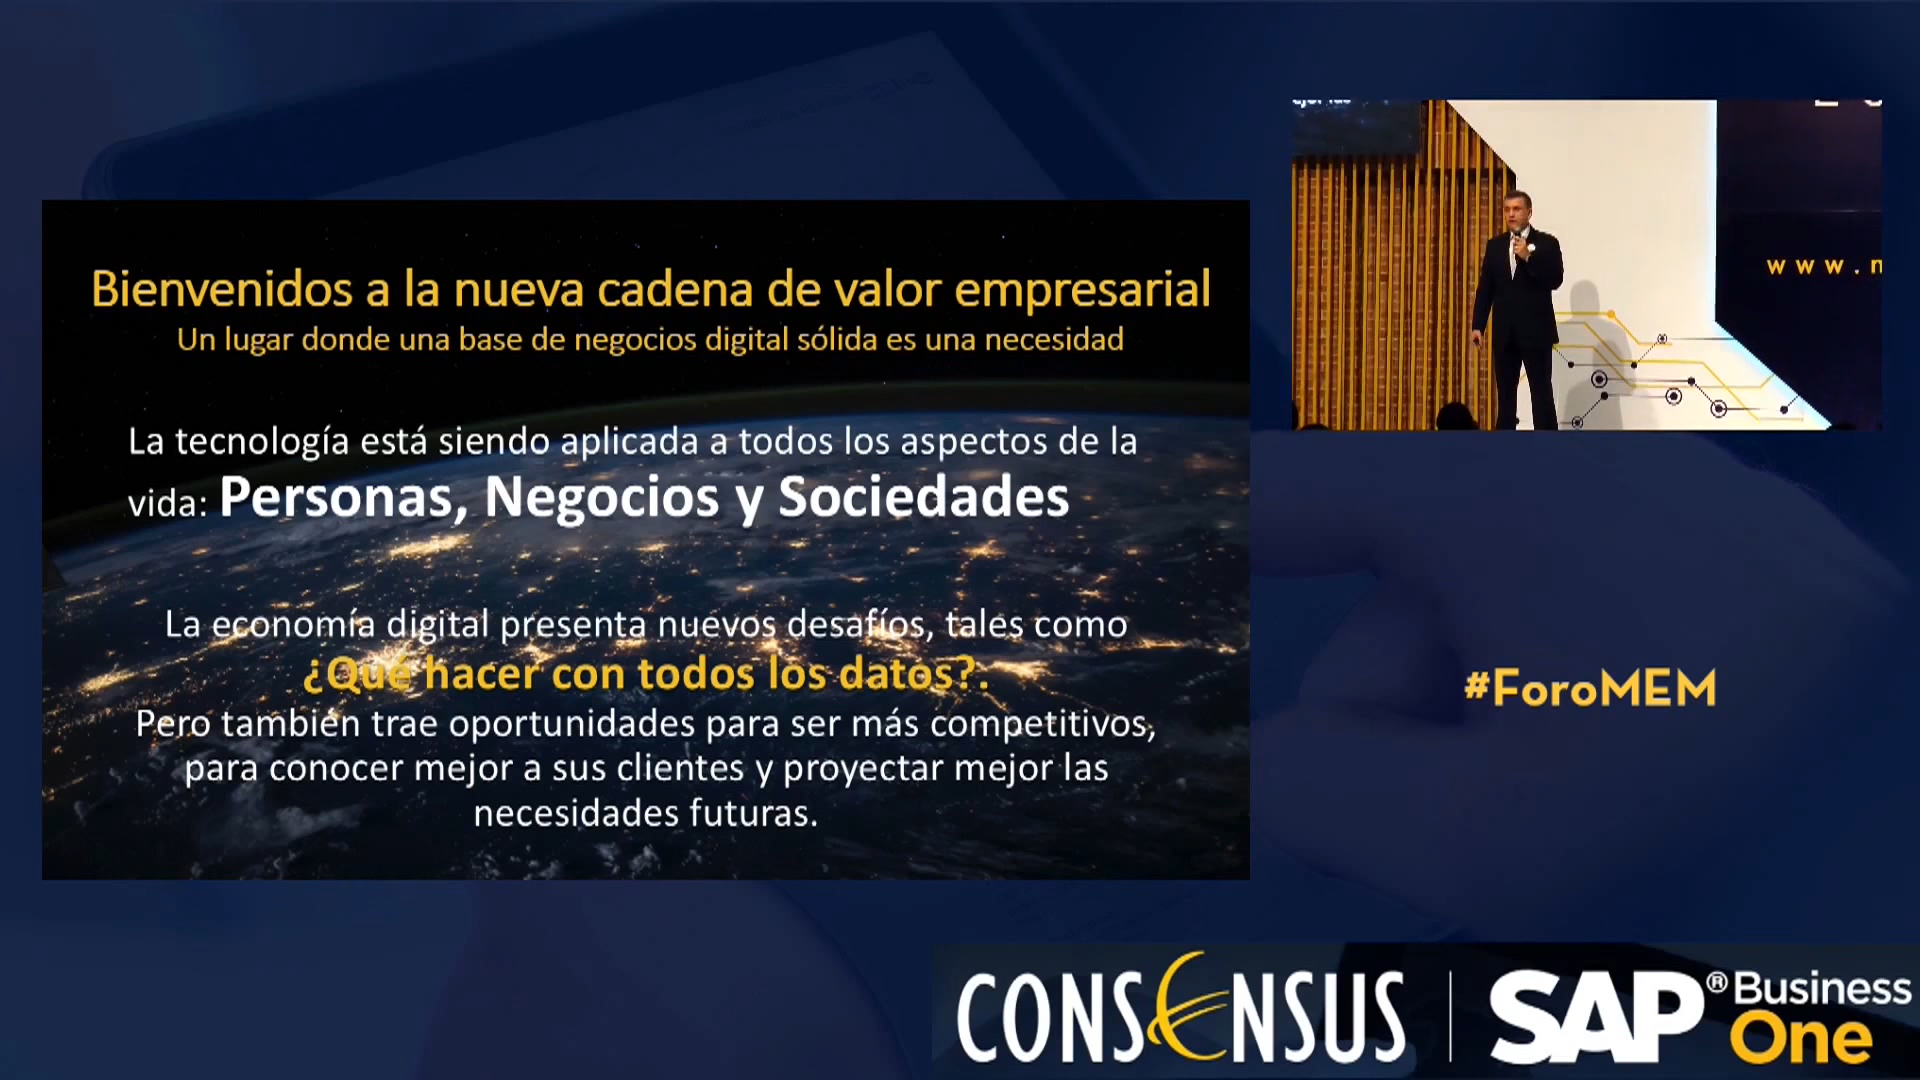 Bienvenidos a la nueva cadena de valor empresarial
Un lugar donde una base de negocios digital sólida es una necesidad
La tecnología está siendo aplicada a todos los aspectos de la
vida: Personas, Negocios y Sociedades
La economía digital presenta nuevos desafíos, tales como
¿Qué hacer con todos los datos?.
Pero también trae oportunidades para ser más competitivos,
para conocer mejor a sus clientes y proyectar mejor las
necesidades futuras.
www.n
#ForoMEM
CONSENSUS
SAP® Business
One